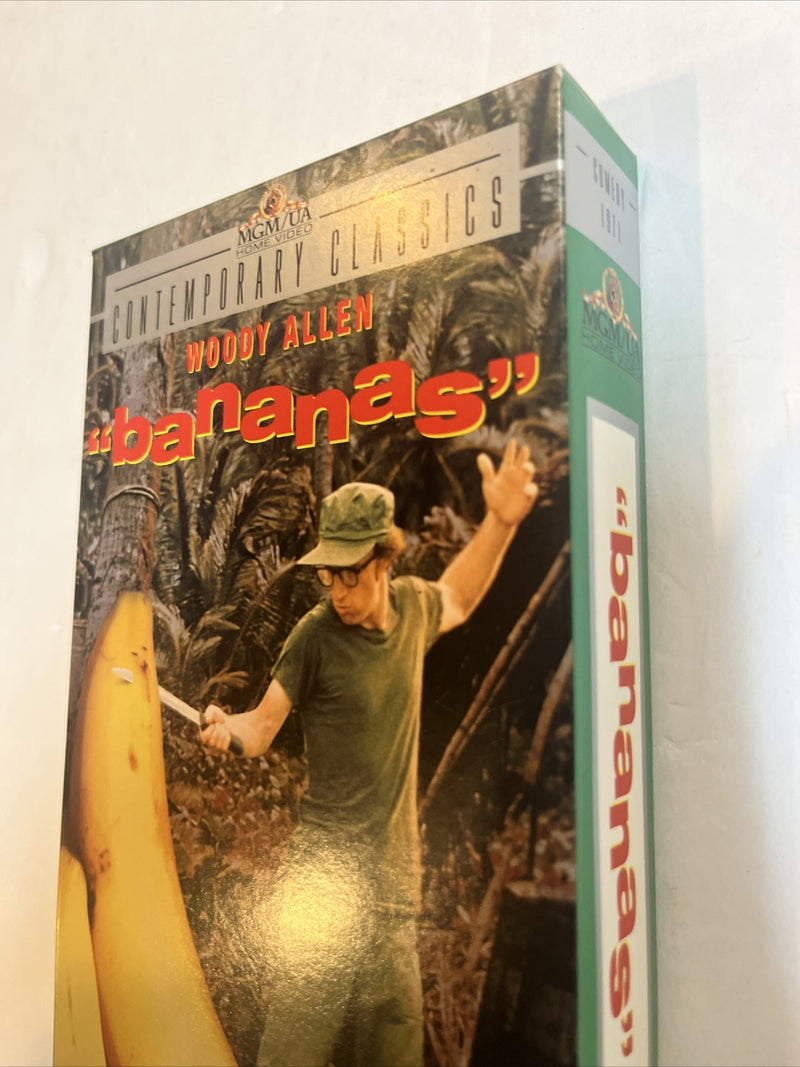 MGM/UA
HOME VIDEO
CONTEMPORARY CLASSICS
WOODY ALLEN
“bananas”
COMEDY
1971
MGM/UA
HOME VIDEO
“bananas”